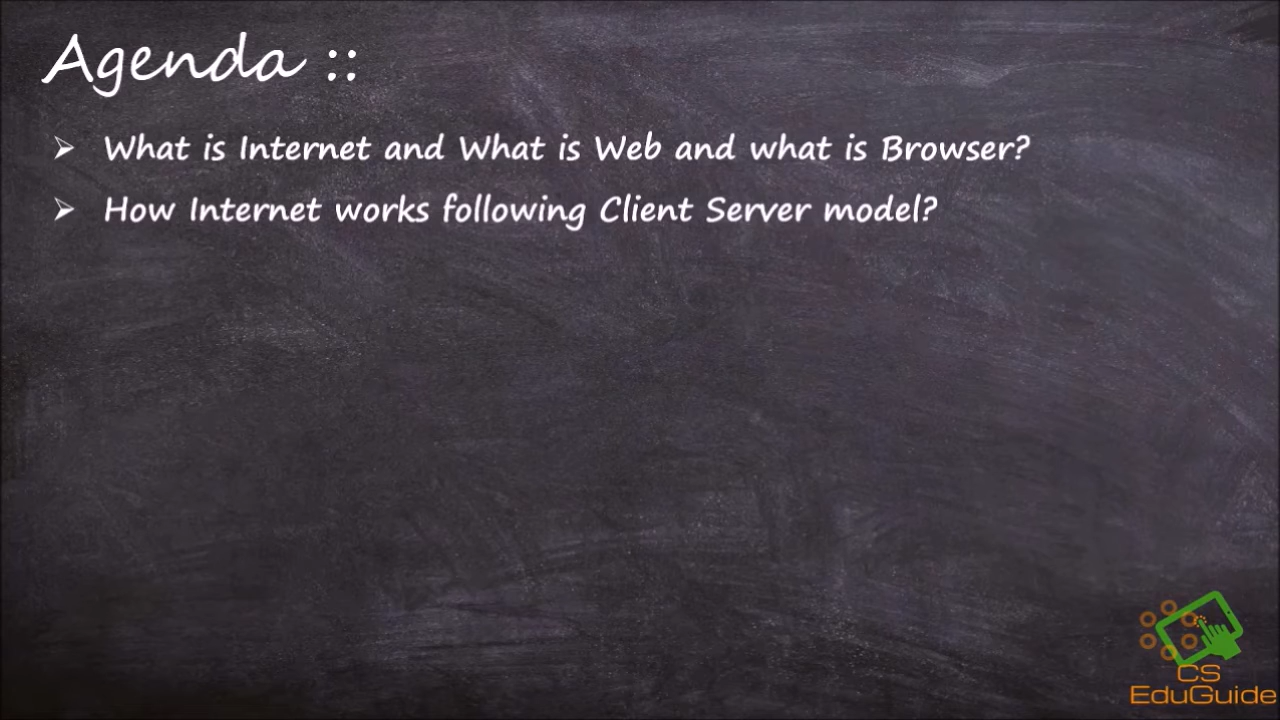 Agenda ::
➢ What is Internet and What is Web and what is Browser?
➢ How Internet works following Client Server model?
CS
EduGuide